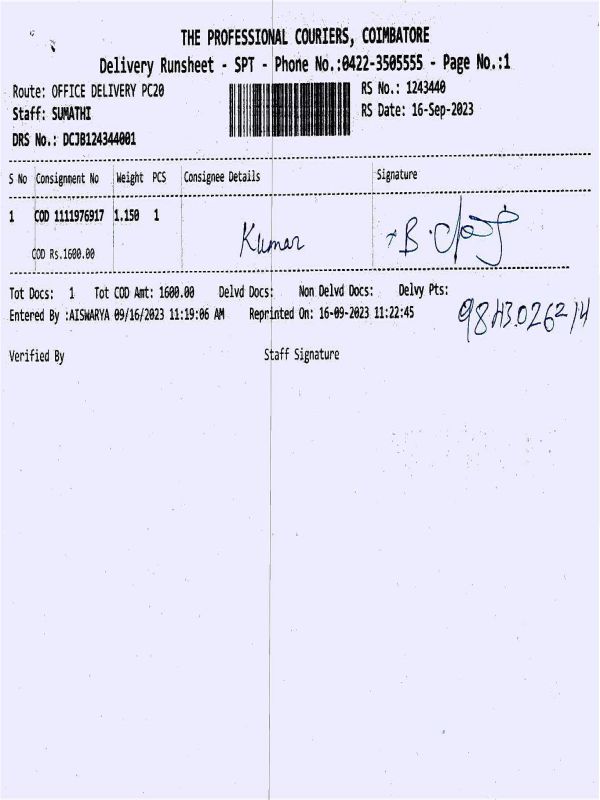 THE PROFESSIONAL COURIERS, COIMBATORE
Delivery Runsheet - SPT - Phone No.:0422-3505555 - Page No.:1
Route: OFFICE DELIVERY PC20 RS No.: 1243440
Staff: SUMATHI RS Date: 16-Sep-2023
DRS No.: DCJB124344001
S No Consignment No Weight PCS Consignee Details Signature
1 COD 1111976917 1.150 1
Kumar
COD Rs.1600.00
Tot Docs: 1 Tot COD Amt: 1600.00 Delvd Docs: Non Delvd Docs: Delvy Pts:
Entered By :AISWARYA 09/16/2023 11:19:06 AM Reprinted On: 16-09-2023 11:22:45
Verified By Staff Signature